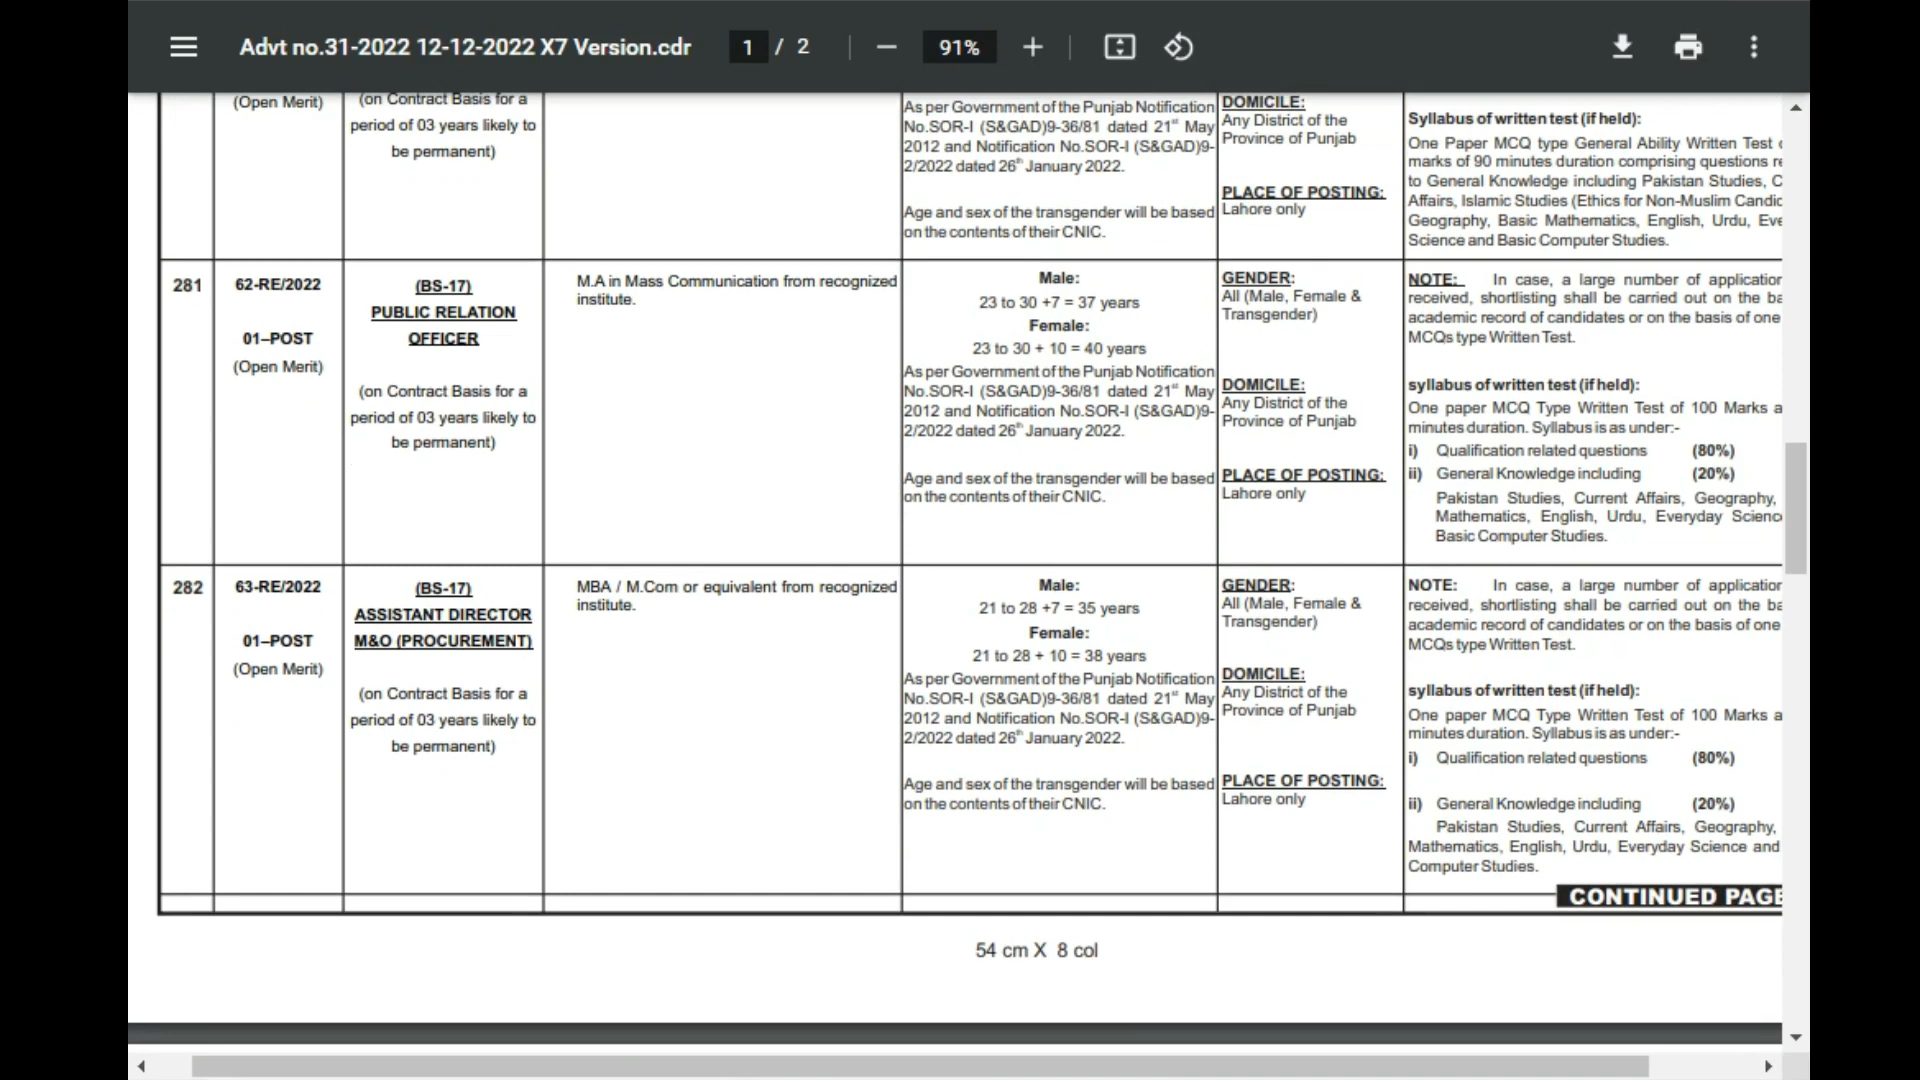 Advt no.31-2022 12-12-2022 X7 Version.cdr 1 / 2 91%
(Open Merit)
(on Contract Basis for a
period of 03 years likely to
be permanent)
As per Government of the Punjab Notification
No.SOR-I (S&GAD)9-36/81 dated 21st May
2012 and Notification No.SOR-I (S&GAD)9-
2/2022 dated 26th January 2022.
Age and sex of the transgender will be based
on the contents of their CNIC.
DOMICILE:
Any District of the
Province of Punjab
PLACE OF POSTING:
Lahore only
Syllabus of written test (if held):
One Paper MCQ type General Ability Written Test
marks of 90 minutes duration comprising questions
to General Knowledge including Pakistan Studies,
Affairs, Islamic Studies (Ethics for Non-Muslim
Geography, Basic Mathematics, English, Urdu,
Science and Basic Computer Studies.
281
62-RE/2022
01–POST
(Open Merit)
(BS-17)
PUBLIC RELATION
OFFICER
(on Contract Basis for a
period of 03 years likely to
be permanent)
M.A in Mass Communication from recognized
institute.
Male:
23 to 30 +7 = 37 years
Female:
23 to 30 + 10 = 40 years
As per Government of the Punjab Notification
No.SOR-I (S&GAD)9-36/81 dated 21st May
2012 and Notification No.SOR-I (S&GAD)9-
2/2022 dated 26th January 2022.
Age and sex of the transgender will be based
on the contents of their CNIC.
GENDER:
All (Male, Female &
Transgender)
DOMICILE:
Any District of the
Province of Punjab
PLACE OF POSTING:
Lahore only
NOTE: In case, a large number of application
received, shortlisting shall be carried out on the
academic record of candidates or on the basis of one
MCQs type Written Test.
syllabus of written test (if held):
One paper MCQ Type Written Test of 100 Marks
minutes duration. Syllabus is as under:-
i) Qualification related questions (80%)
ii) General Knowledge including (20%)
Pakistan Studies, Current Affairs, Geography,
Mathematics, English, Urdu, Everyday
Basic Computer Studies.
282
63-RE/2022
01–POST
(Open Merit)
(BS-17)
ASSISTANT DIRECTOR
M&O (PROCUREMENT)
(on Contract Basis for a
period of 03 years likely to
be permanent)
MBA / M.Com or equivalent from recognized
institute.
Male:
21 to 28 +7 = 35 years
Female:
21 to 28 + 10 = 38 years
As per Government of the Punjab Notification
No.SOR-I (S&GAD)9-36/81 dated 21st May
2012 and Notification No.SOR-I (S&GAD)9-
2/2022 dated 26th January 2022.
Age and sex of the transgender will be based
on the contents of their CNIC.
GENDER:
All (Male, Female &
Transgender)
DOMICILE:
Any District of the
Province of Punjab
PLACE OF POSTING:
Lahore only
NOTE: In case, a large number of application
received, shortlisting shall be carried out on the
academic record of candidates or on the basis of one
MCQs type Written Test.
syllabus of written test (if held):
One paper MCQ Type Written Test of 100 Marks
minutes duration. Syllabus is as under:-
i) Qualification related questions (80%)
ii) General Knowledge including (20%)
Pakistan Studies, Current Affairs, Geography,
Mathematics, English, Urdu, Everyday Science and
Computer Studies.
CONTINUED PAGE
54 cm X 8 col